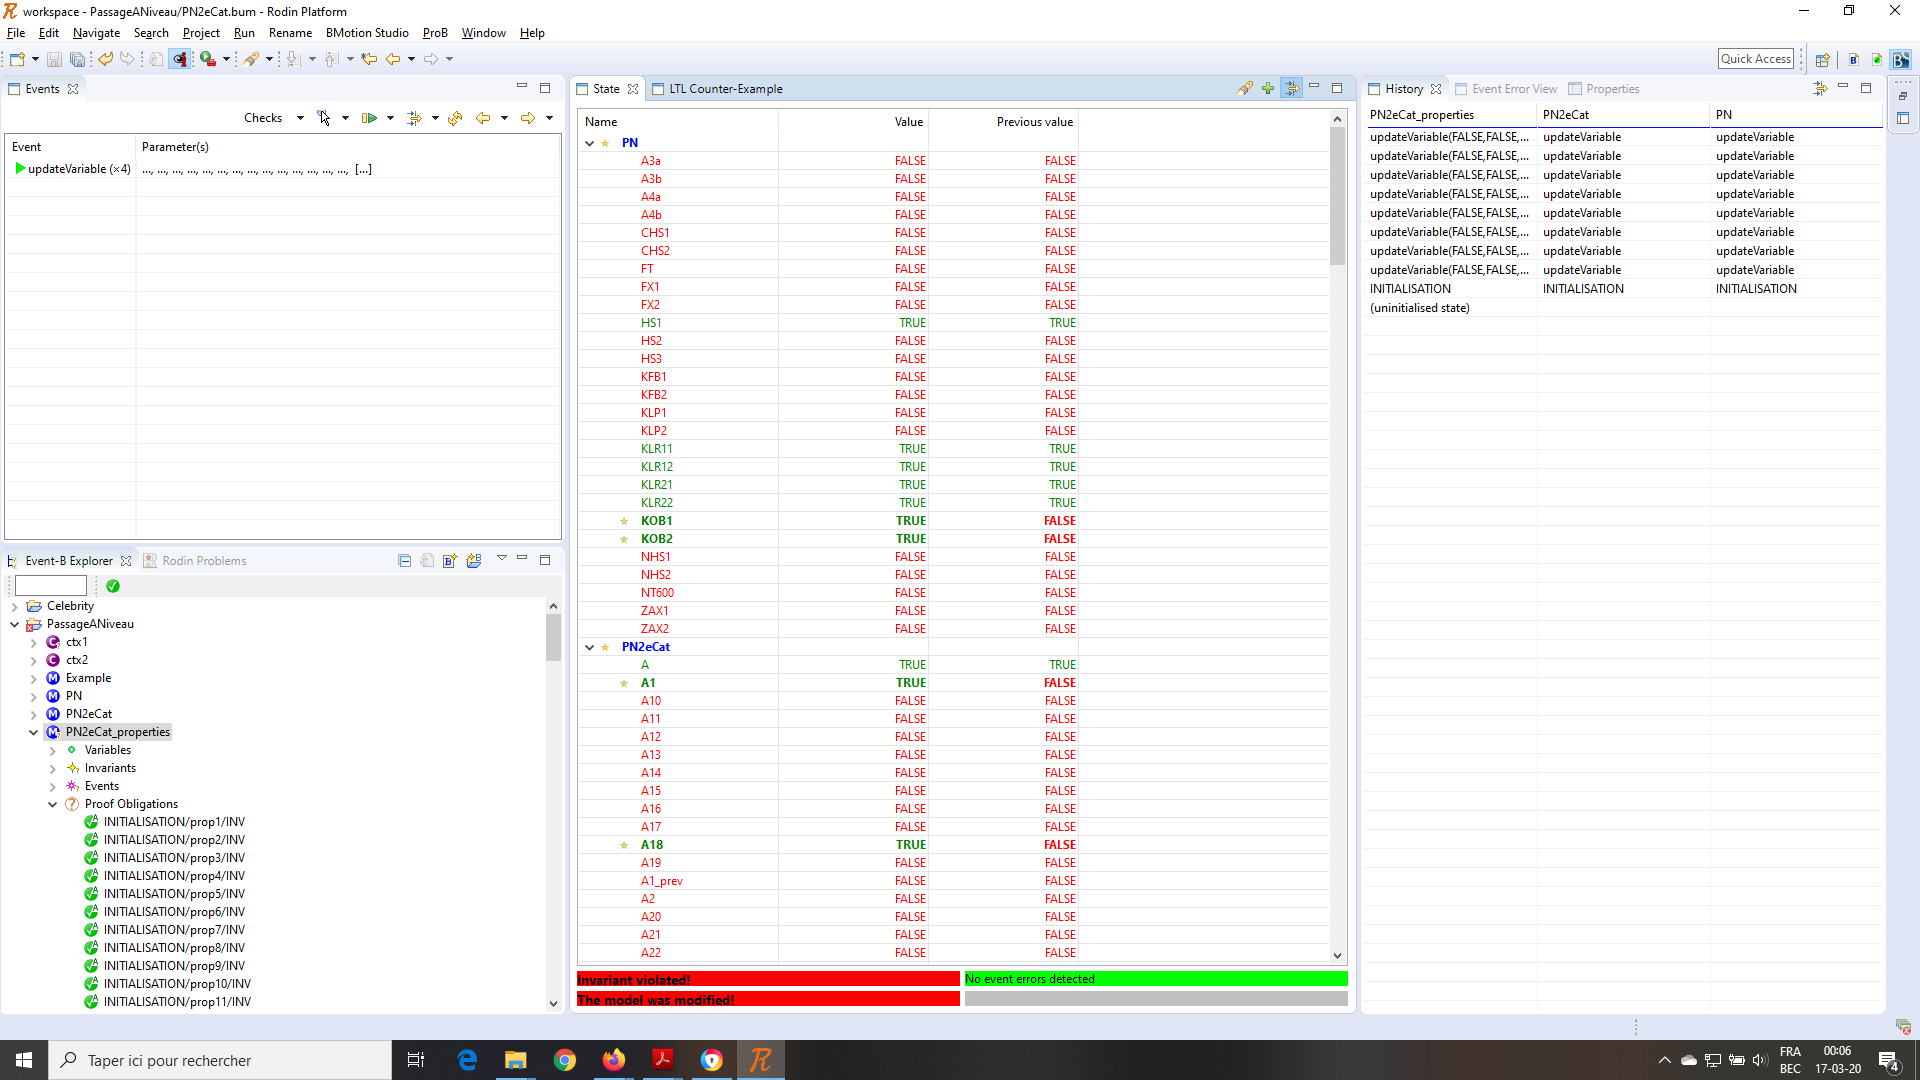 workspace - PassageANiveau/PN2eCat.bum - Rodin Platform
File Edit Navigate Search Project Run Rename BMotion Studio ProB Window Help
Quick Access
Events
Checks
Event Parameter(s)
updateVariable (×4) ..., ..., ..., ..., ..., ..., ..., ..., ..., ..., ..., ..., ..., ..., [...]
Event-B Explorer Rodin Problems
Celebrity
PassageANiveau
ctx1
ctx2
Example
PN
PN2eCat
PN2eCat_properties
Variables
Invariants
Events
Proof Obligations
INITIALISATION/prop1/INV
INITIALISATION/prop2/INV
INITIALISATION/prop3/INV
INITIALISATION/prop4/INV
INITIALISATION/prop5/INV
INITIALISATION/prop6/INV
INITIALISATION/prop7/INV
INITIALISATION/prop8/INV
INITIALISATION/prop9/INV
INITIALISATION/prop10/INV
INITIALISATION/prop11/INV
State LTL Counter-Example
Name Value Previous value
PN
A3a FALSE FALSE
A3b FALSE FALSE
A4a FALSE FALSE
A4b FALSE FALSE
CHS1 FALSE FALSE
CHS2 FALSE FALSE
FT FALSE FALSE
FX1 FALSE FALSE
FX2 FALSE FALSE
HS1 TRUE TRUE
HS2 FALSE FALSE
HS3 FALSE FALSE
KFB1 FALSE FALSE
KFB2 FALSE FALSE
KLP1 FALSE FALSE
KLP2 FALSE FALSE
KLR11 TRUE TRUE
KLR12 TRUE TRUE
KLR21 TRUE TRUE
KLR22 TRUE TRUE
KOB1 TRUE FALSE
KOB2 TRUE FALSE
NHS1 FALSE FALSE
NHS2 FALSE FALSE
NT600 FALSE FALSE
ZAX1 FALSE FALSE
ZAX2 FALSE FALSE
PN2eCat
A TRUE TRUE
A1 TRUE FALSE
A10 FALSE FALSE
A11 FALSE FALSE
A12 FALSE FALSE
A13 FALSE FALSE
A14 FALSE FALSE
A15 FALSE FALSE
A16 FALSE FALSE
A17 FALSE FALSE
A18 TRUE FALSE
A19 FALSE FALSE
A1_prev FALSE FALSE
A2 FALSE FALSE
A20 FALSE FALSE
A21 FALSE FALSE
A22 FALSE FALSE
Invariant violated! No event errors detected
The model was modified!
History Event Error View Properties
PN2eCat_properties PN2eCat PN
updateVariable(FALSE,FALSE,... updateVariable updateVariable
updateVariable(FALSE,FALSE,... updateVariable updateVariable
updateVariable(FALSE,FALSE,... updateVariable updateVariable
updateVariable(FALSE,FALSE,... updateVariable updateVariable
updateVariable(FALSE,FALSE,... updateVariable updateVariable
updateVariable(FALSE,FALSE,... updateVariable updateVariable
updateVariable(FALSE,FALSE,... updateVariable updateVariable
updateVariable(FALSE,FALSE,... updateVariable updateVariable
INITIALISATION INITIALISATION INITIALISATION
(uninitialised state)
Taper ici pour rechercher
FRA 00:06
BEC 17-03-20
4